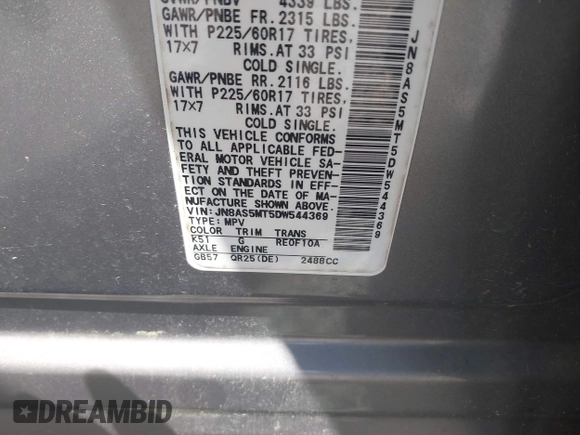 GVWR/PNBV 4339 LBS.
GAWR/PNBE FR. 2315 LBS.
WITH P225/60R17 TIRES,
17×7 RIMS. AT 33 PSI
COLD SINGLE.
GAWR/PNBE RR. 2116 LBS.
WITH P225/60R17 TIRES,
17×7 RIMS. AT 33 PSI
COLD SINGLE.
THIS VEHICLE CONFORMS
TO ALL APPLICABLE FED-
ERAL MOTOR VEHICLE SA-
FETY AND THEFT PREVEN-
TION STANDARDS IN EFF-
ECT ON THE DATE OF MA-
NUFACTURE SHOWN ABOVE.
VIN: JN8AS5MT5DW544369
TYPE: MPV
COLOR TRIM TRANS
K51 G RE0F10A
AXLE ENGINE
GB57 QR25(DE) 2488CC
JN8AS5MT5DW544369
DREAMBID